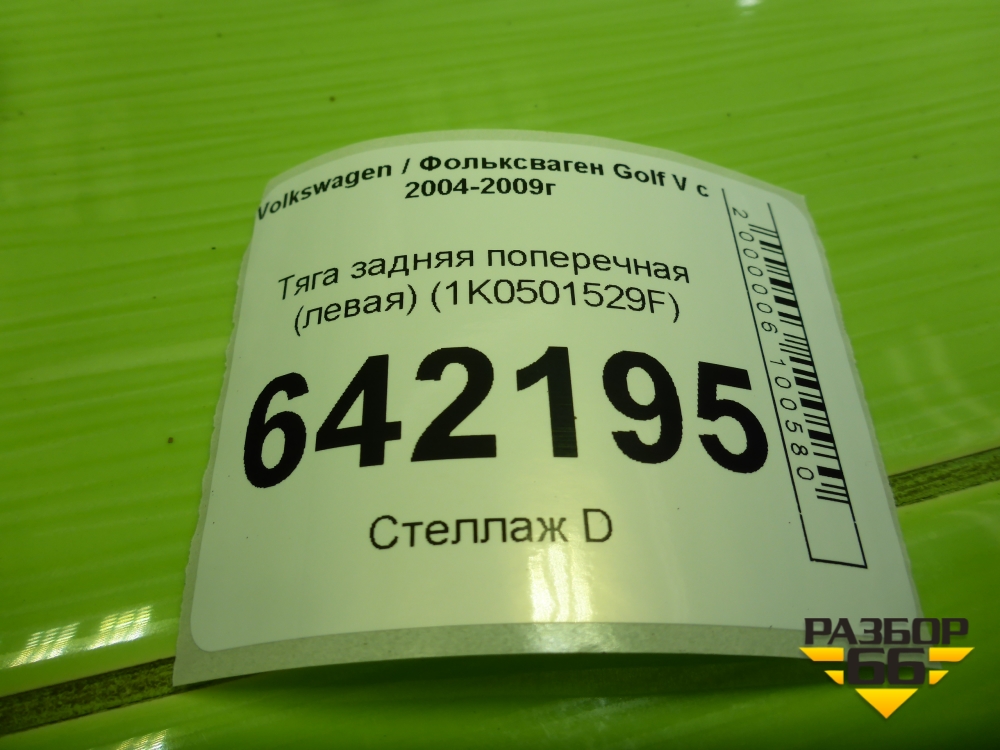 Volkswagen / Фольксваген Golf V с
2004-2009г
Тяга задняя поперечная
(левая) (1K0501529F)
642195
Стеллаж D
2000006100580
РАЗБОР
66